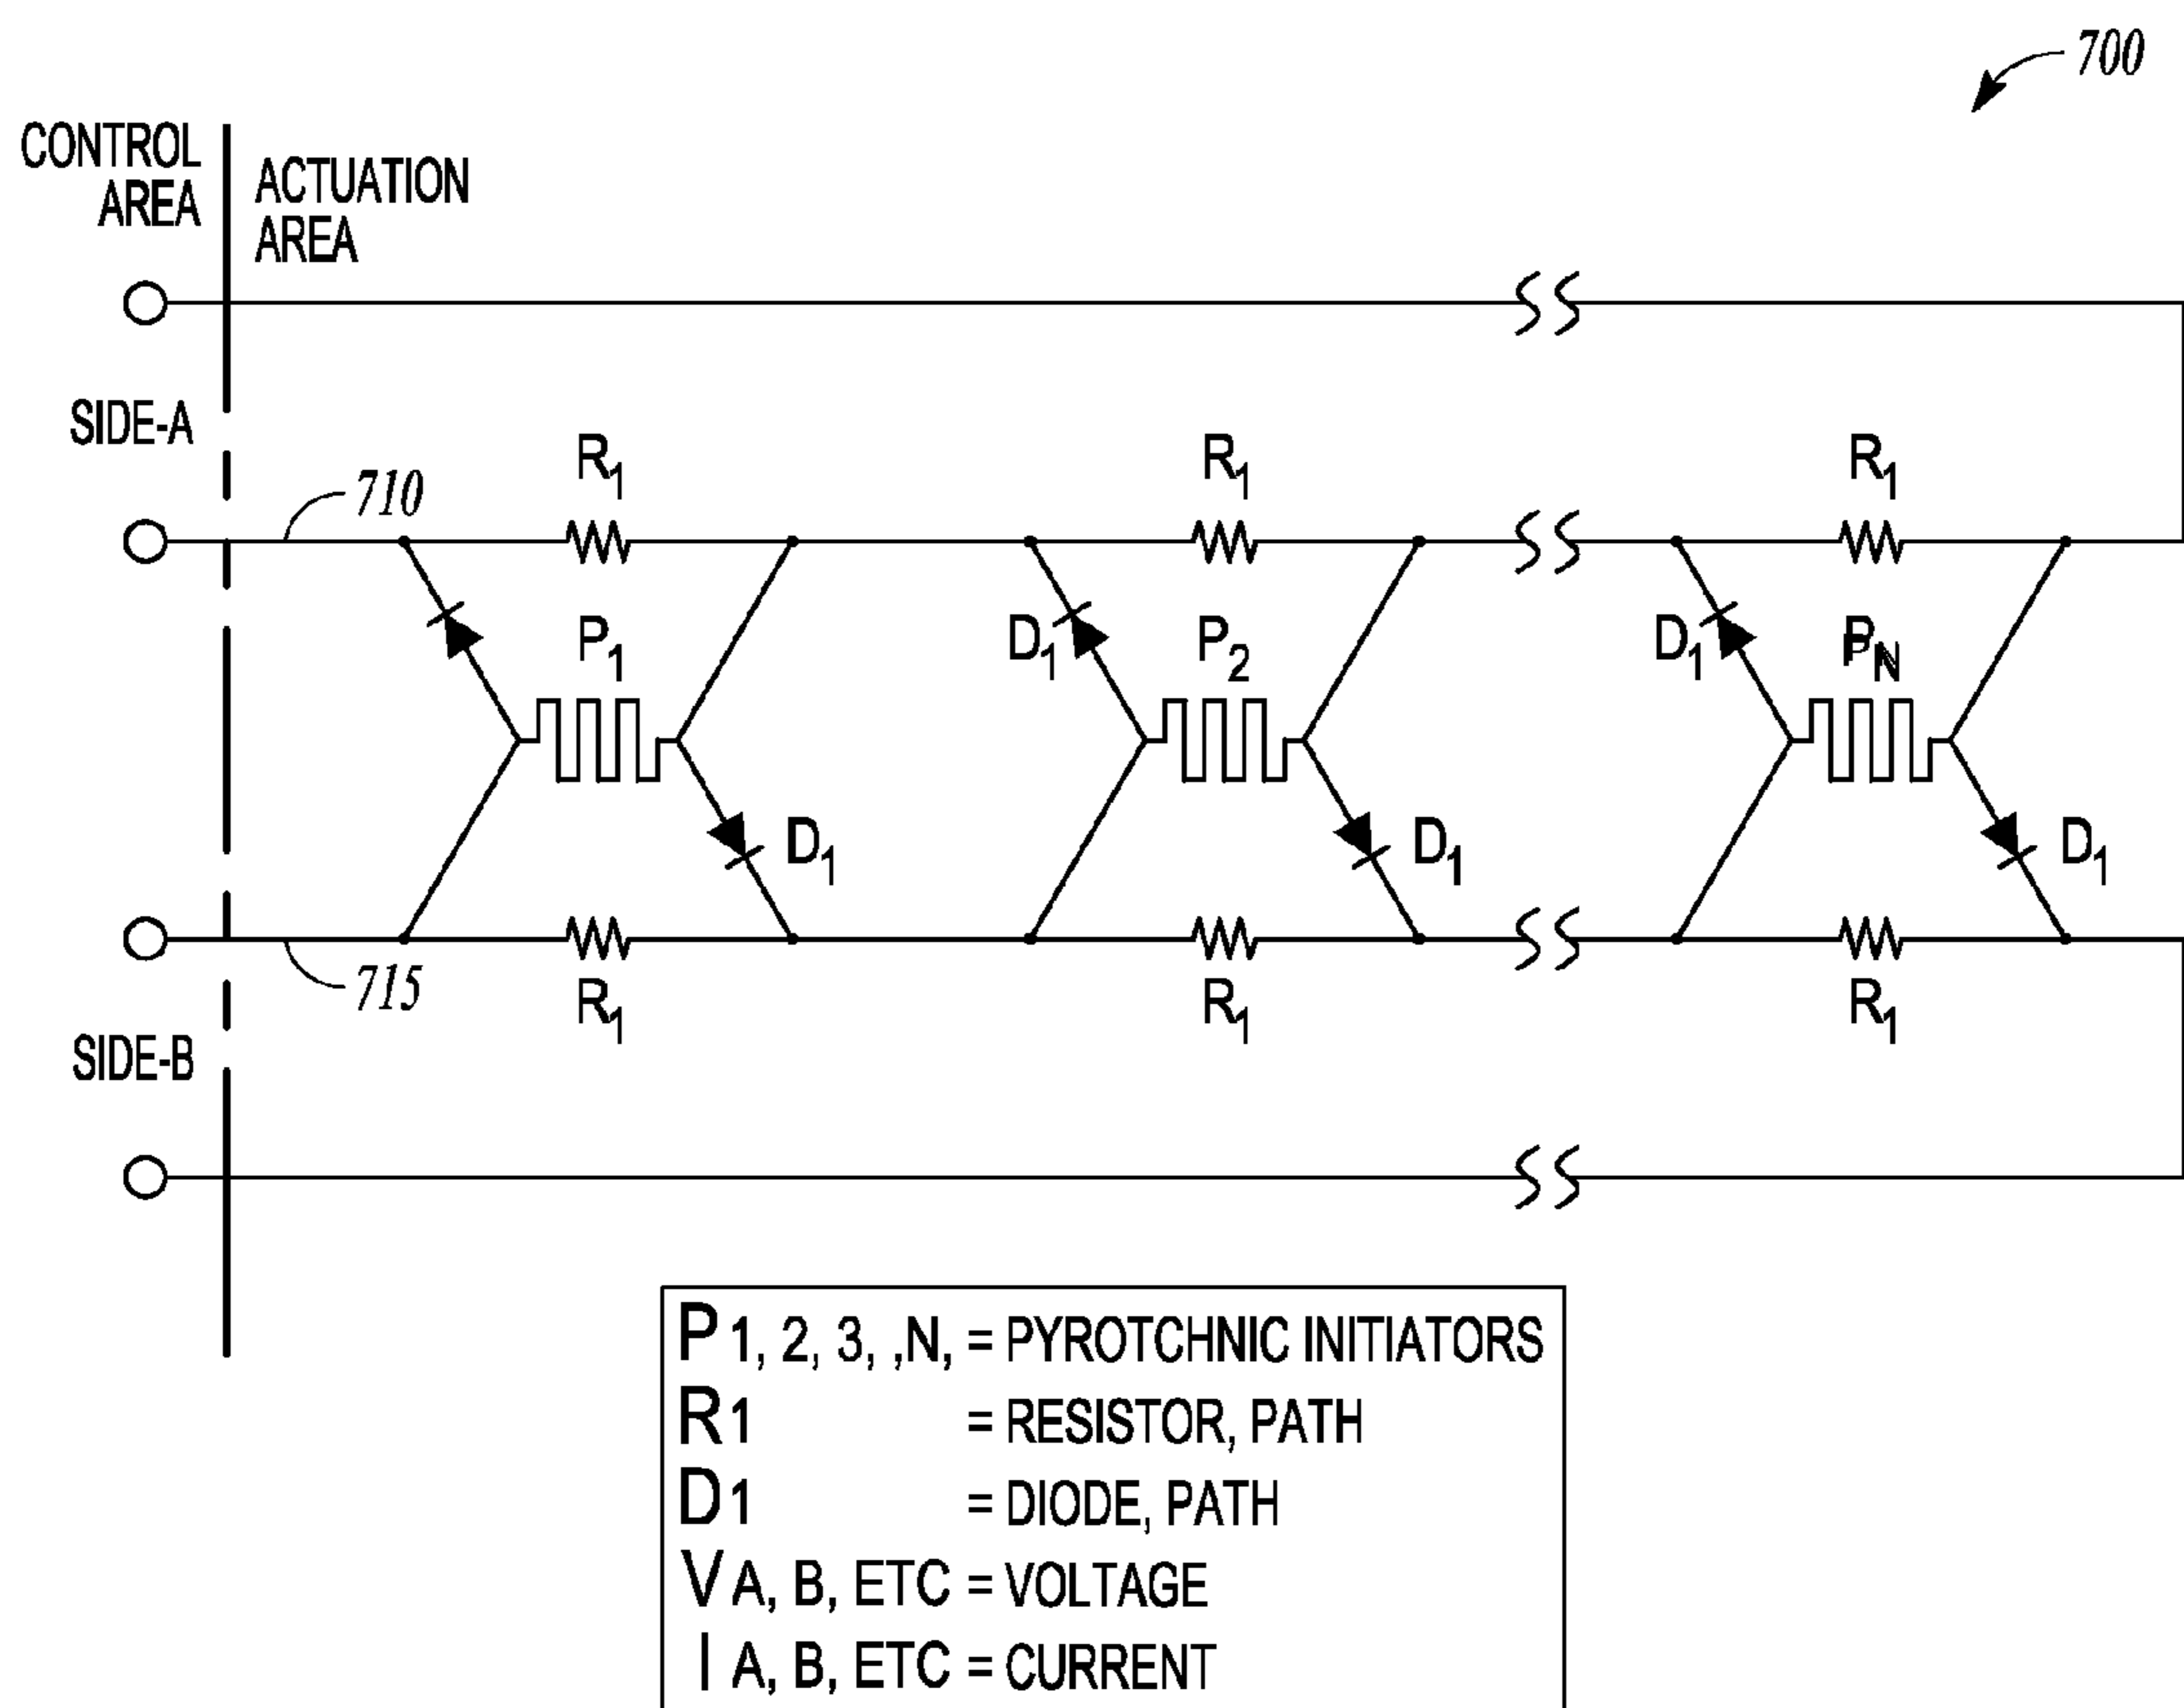 700
CONTROL
AREA
ACTUATION
AREA
SIDE-A
710
R1
R1
R1
P1
D1
P2
D1
PN
D1
D1
D1
715
R1
R1
R1
SIDE-B
P 1, 2, 3, ,N, = PYROTCHNIC INITIATORS
R1 = RESISTOR, PATH
D1 = DIODE, PATH
V A, B, ETC = VOLTAGE
I A, B, ETC = CURRENT